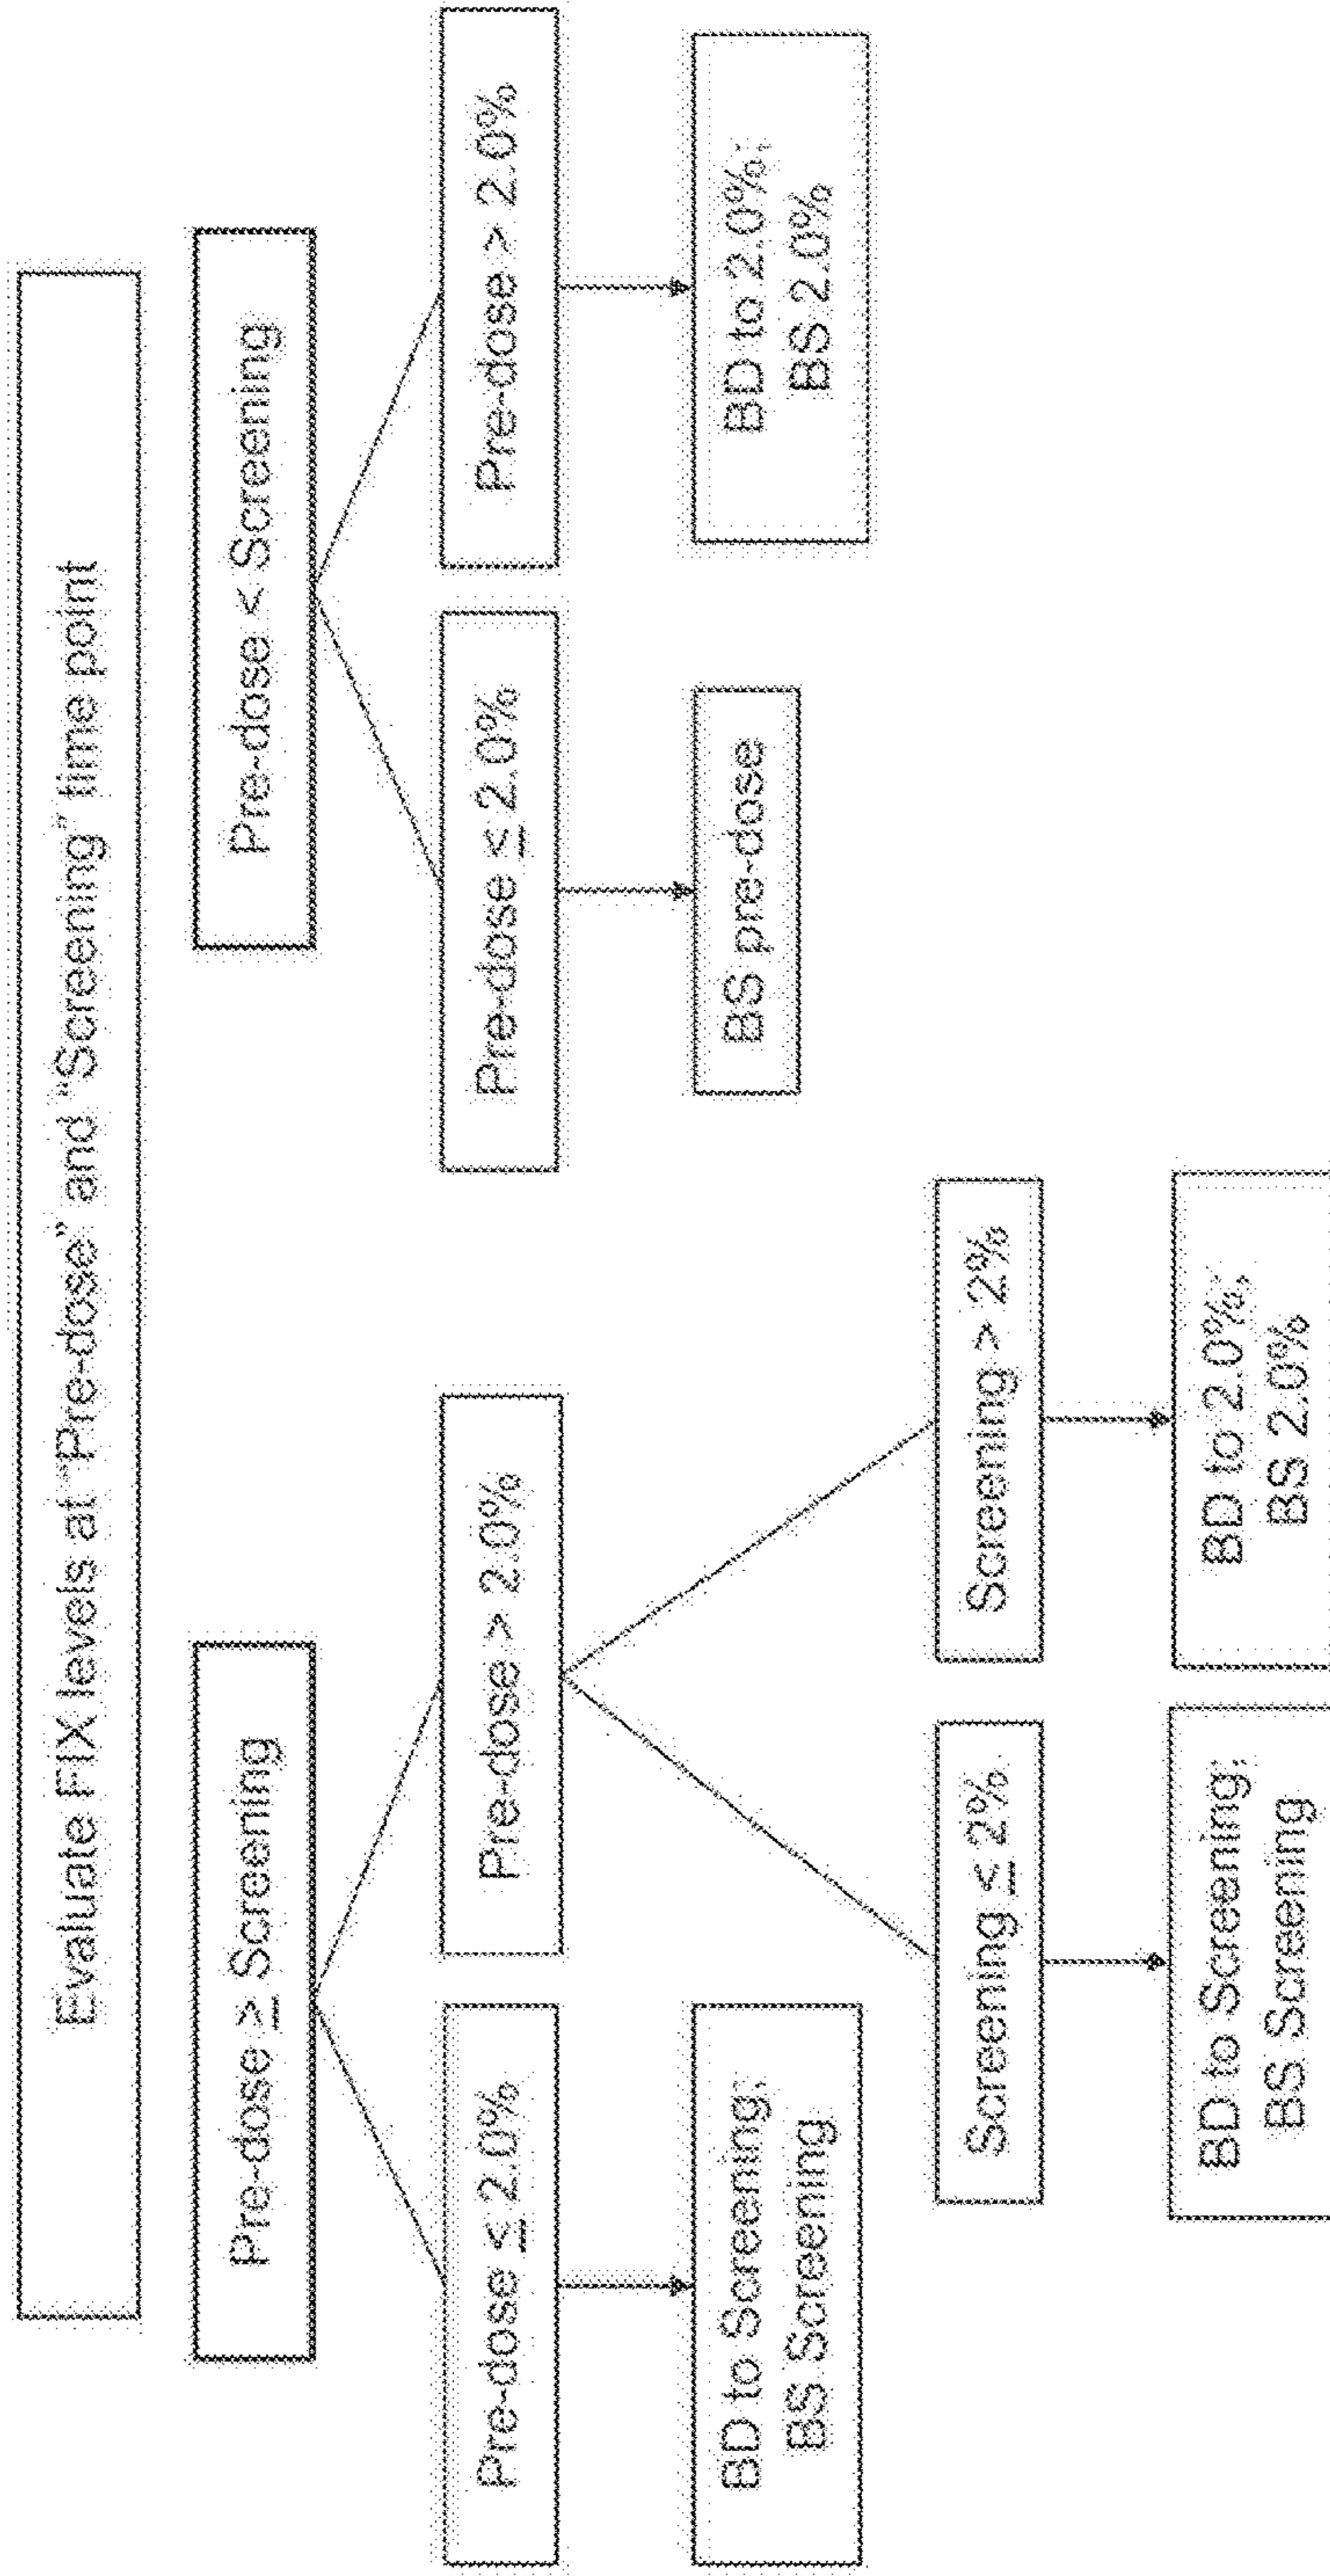 Evaluate FIX levels at "Pre-dose" and "Screening" time point
Pre-dose ≥ Screening
Pre-dose < Screening
Pre-dose ≤ 2.0%
Pre-dose > 2.0%
Pre-dose ≤ 2.0%
Pre-dose > 2.0%
BD to Screening;
BS Screening
BS pre-dose
BD to 2.0%;
BS 2.0%
Screening ≤ 2%
Screening > 2%
BD to Screening;
BS Screening
BD to 2.0%;
BS 2.0%